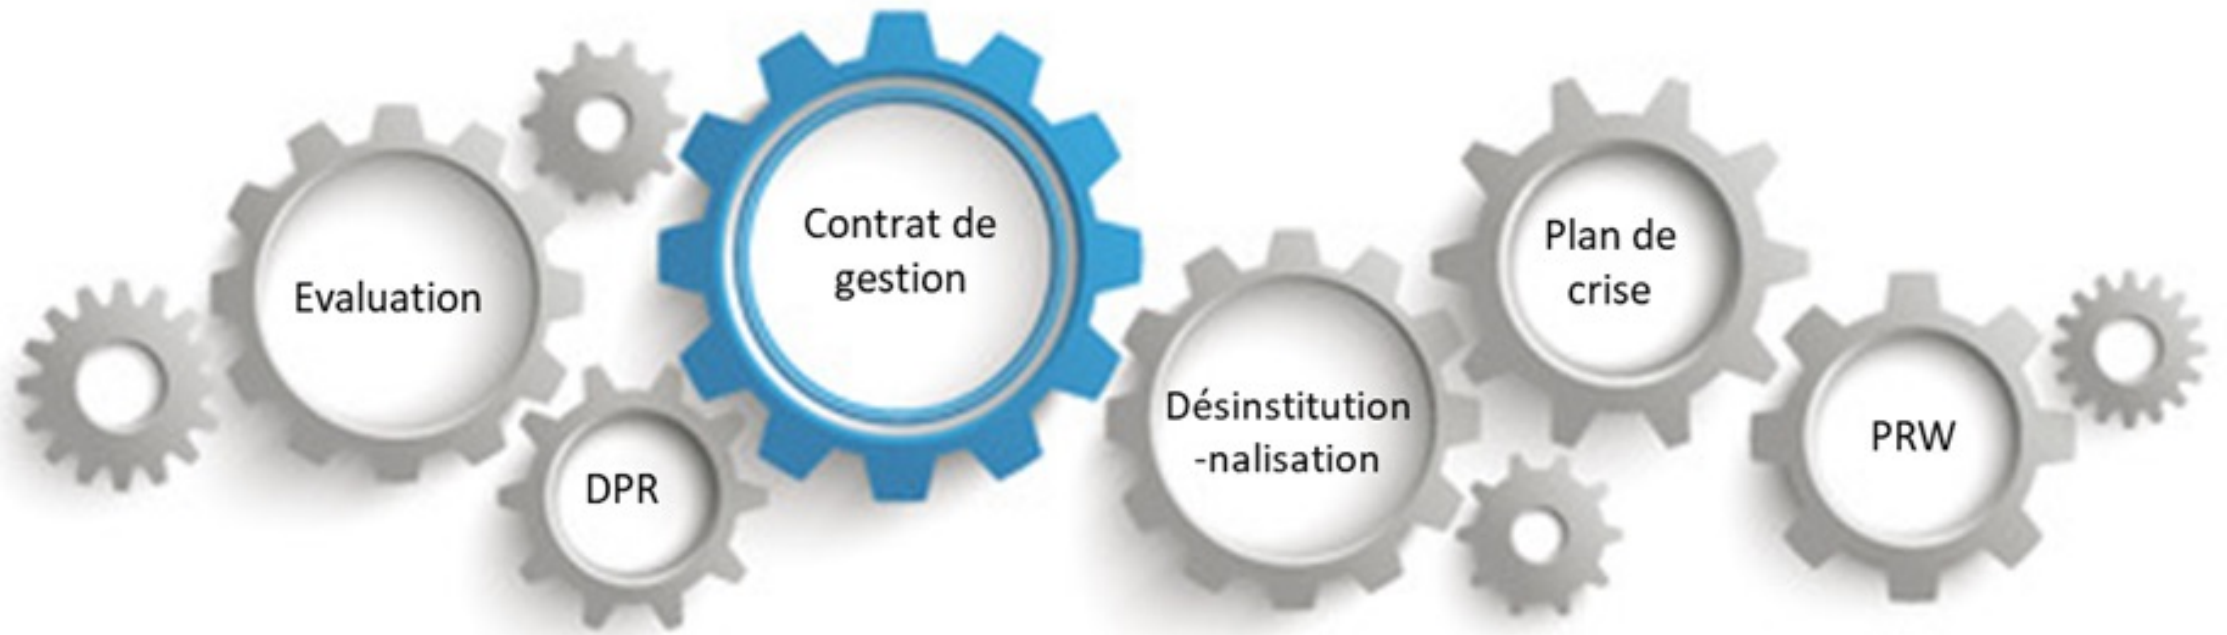 Evaluation
DPR
Contrat de
gestion
Désinstitution
-nalisation
Plan de
crise
PRW